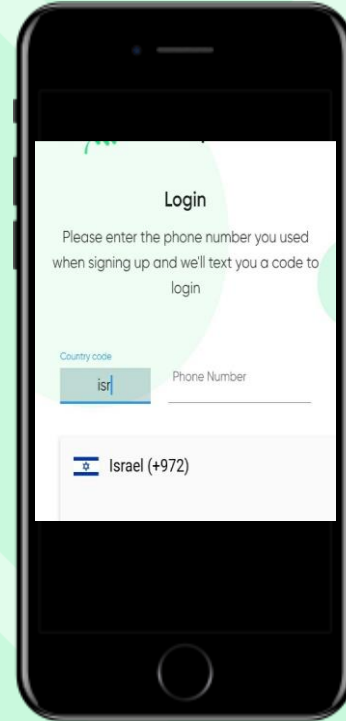 Login
Please enter the phone number you used
when signing up and we'll text you a code to
login
Country code
isr
Phone Number
Israel (+972)